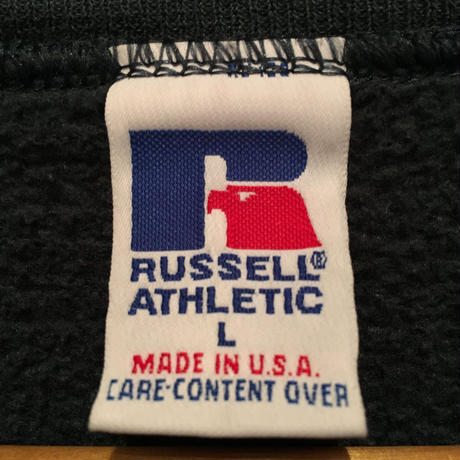 RUSSELL®
ATHLETIC
L
MADE IN U.S.A.
CARE·CONTENT OVER